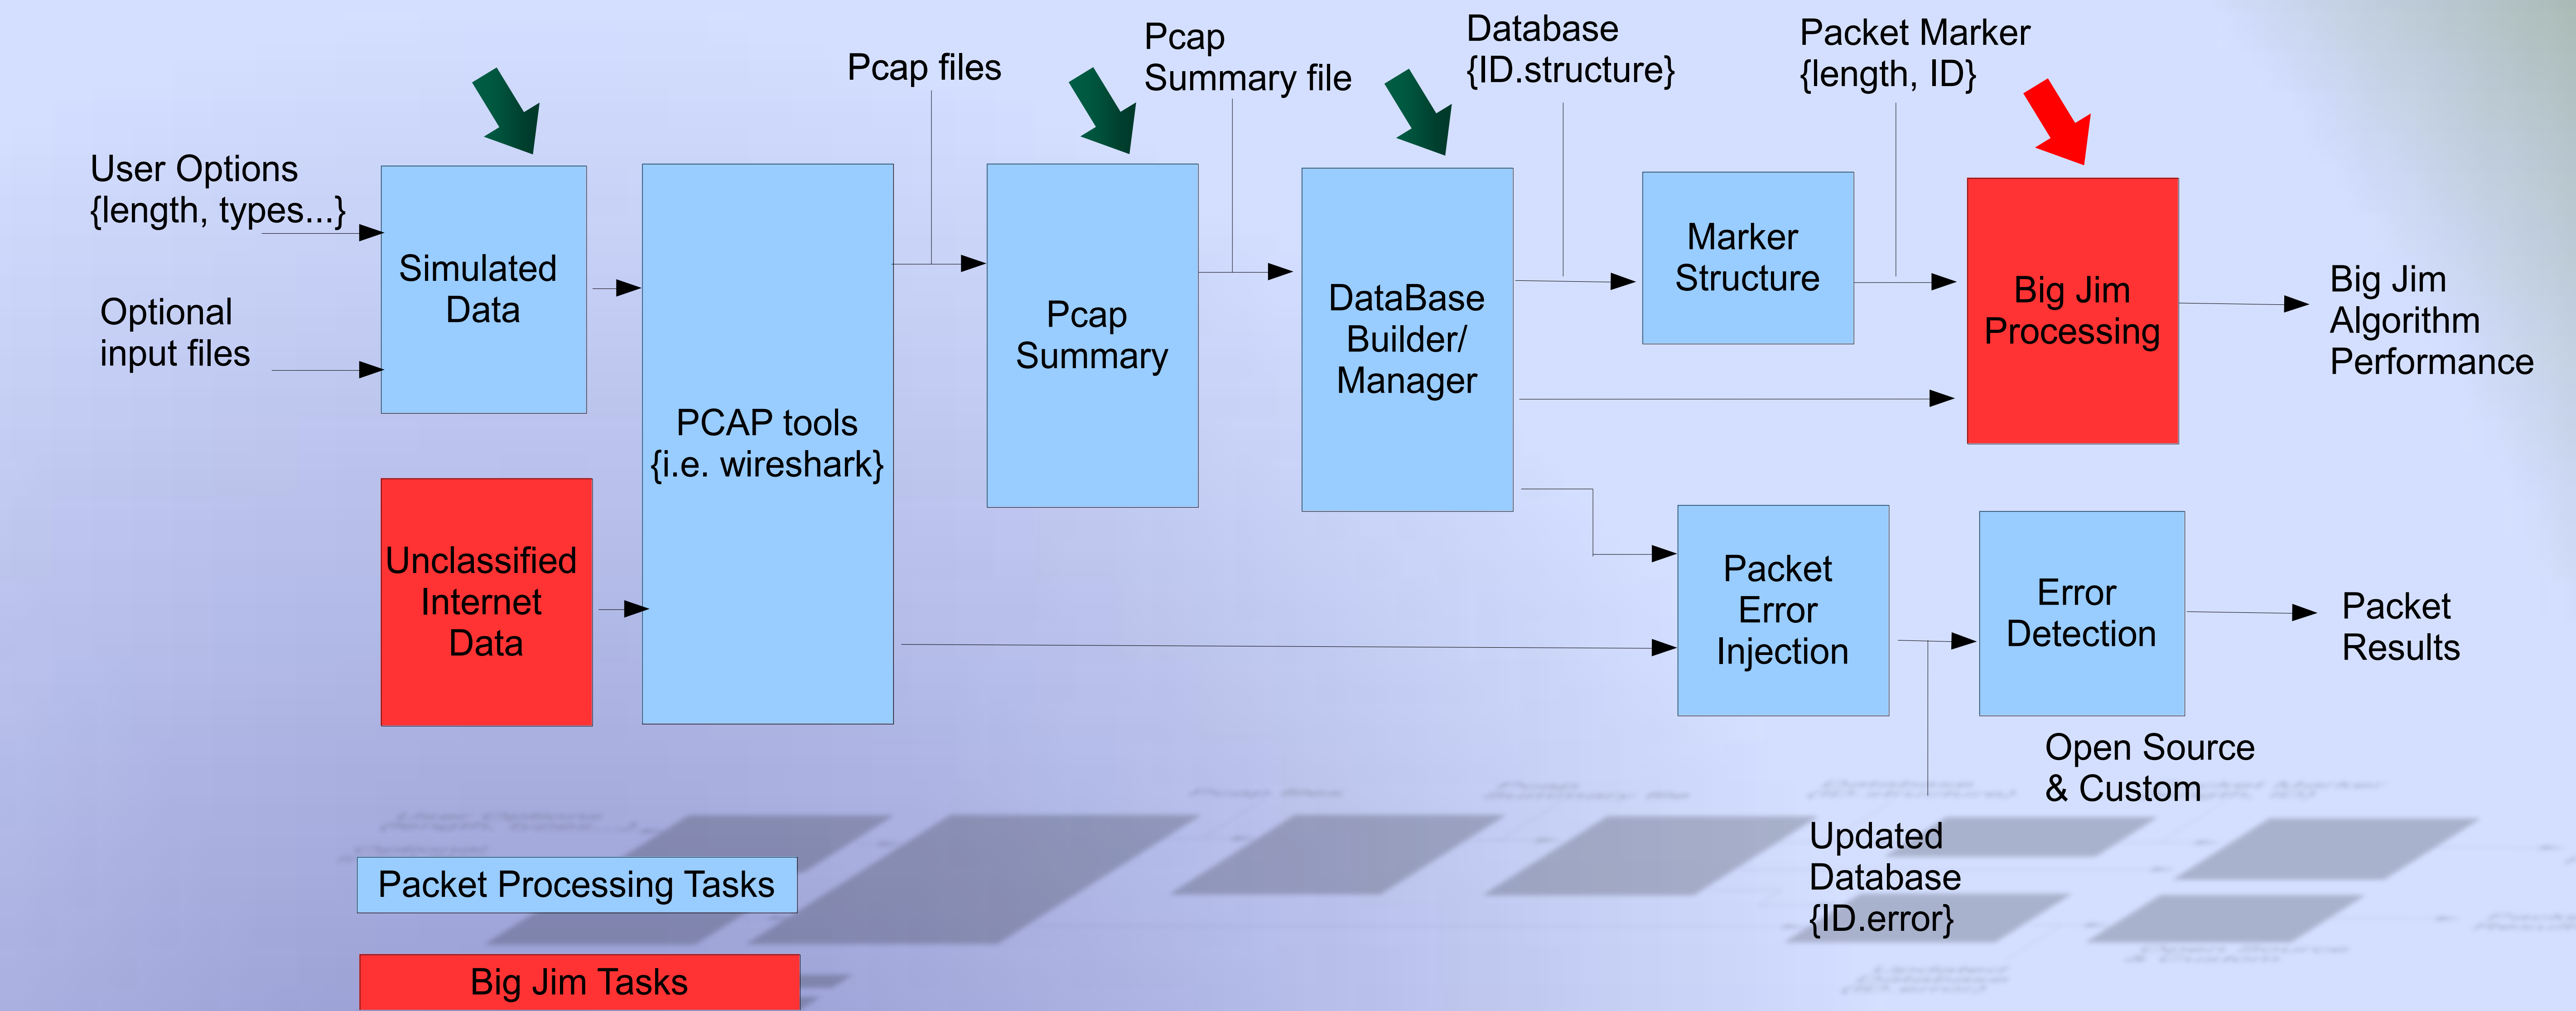 Pcap files
Pcap
Summary file
Database
{ID.structure}
Packet Marker
{length, ID}
User Options
{length, types...}
Optional
input files
Simulated
Data
Unclassified
Internet
Data
PCAP tools
{i.e. wireshark}
Pcap
Summary
DataBase
Builder/
Manager
Marker
Structure
Big Jim
Processing
Big Jim
Algorithm
Performance
Packet
Error
Injection
Error
Detection
Packet
Results
Open Source
& Custom
Updated
Database
{ID.error}
Packet Processing Tasks
Big Jim Tasks